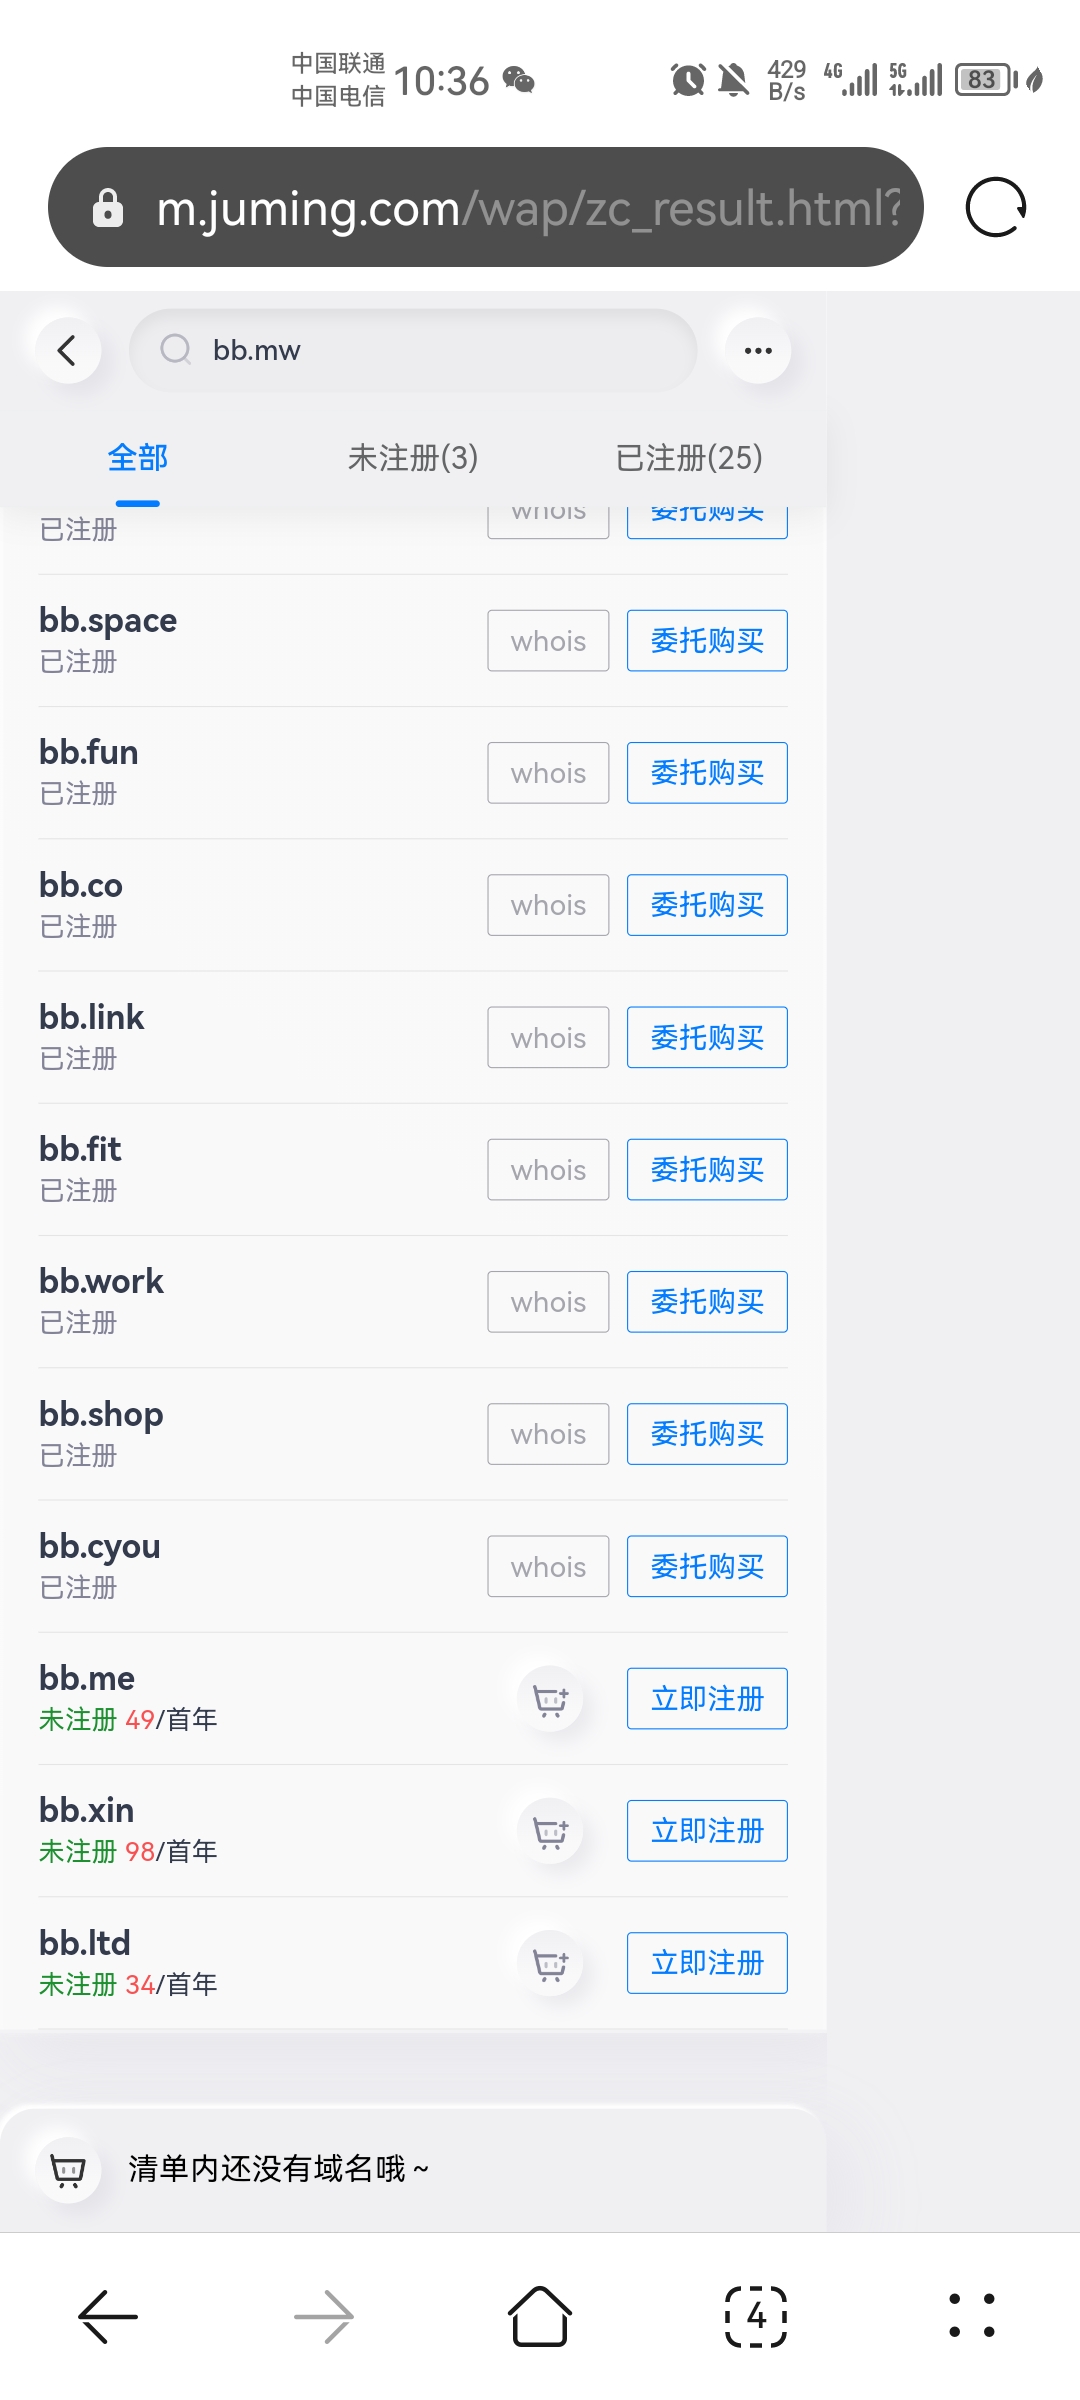 中国联通
中国电信
10:36
429
B/s
4G
5G
83
m.juming.com/wap/zc_result.html?
bb.mw
全部
未注册(3)
已注册(25)
已注册
whois
委托购买
bb.space
已注册
whois
委托购买
bb.fun
已注册
whois
委托购买
bb.co
已注册
whois
委托购买
bb.link
已注册
whois
委托购买
bb.fit
已注册
whois
委托购买
bb.work
已注册
whois
委托购买
bb.shop
已注册
whois
委托购买
bb.cyou
已注册
whois
委托购买
bb.me
未注册 49/首年
立即注册
bb.xin
未注册 98/首年
立即注册
bb.ltd
未注册 34/首年
立即注册
清单内还没有域名哦～
4